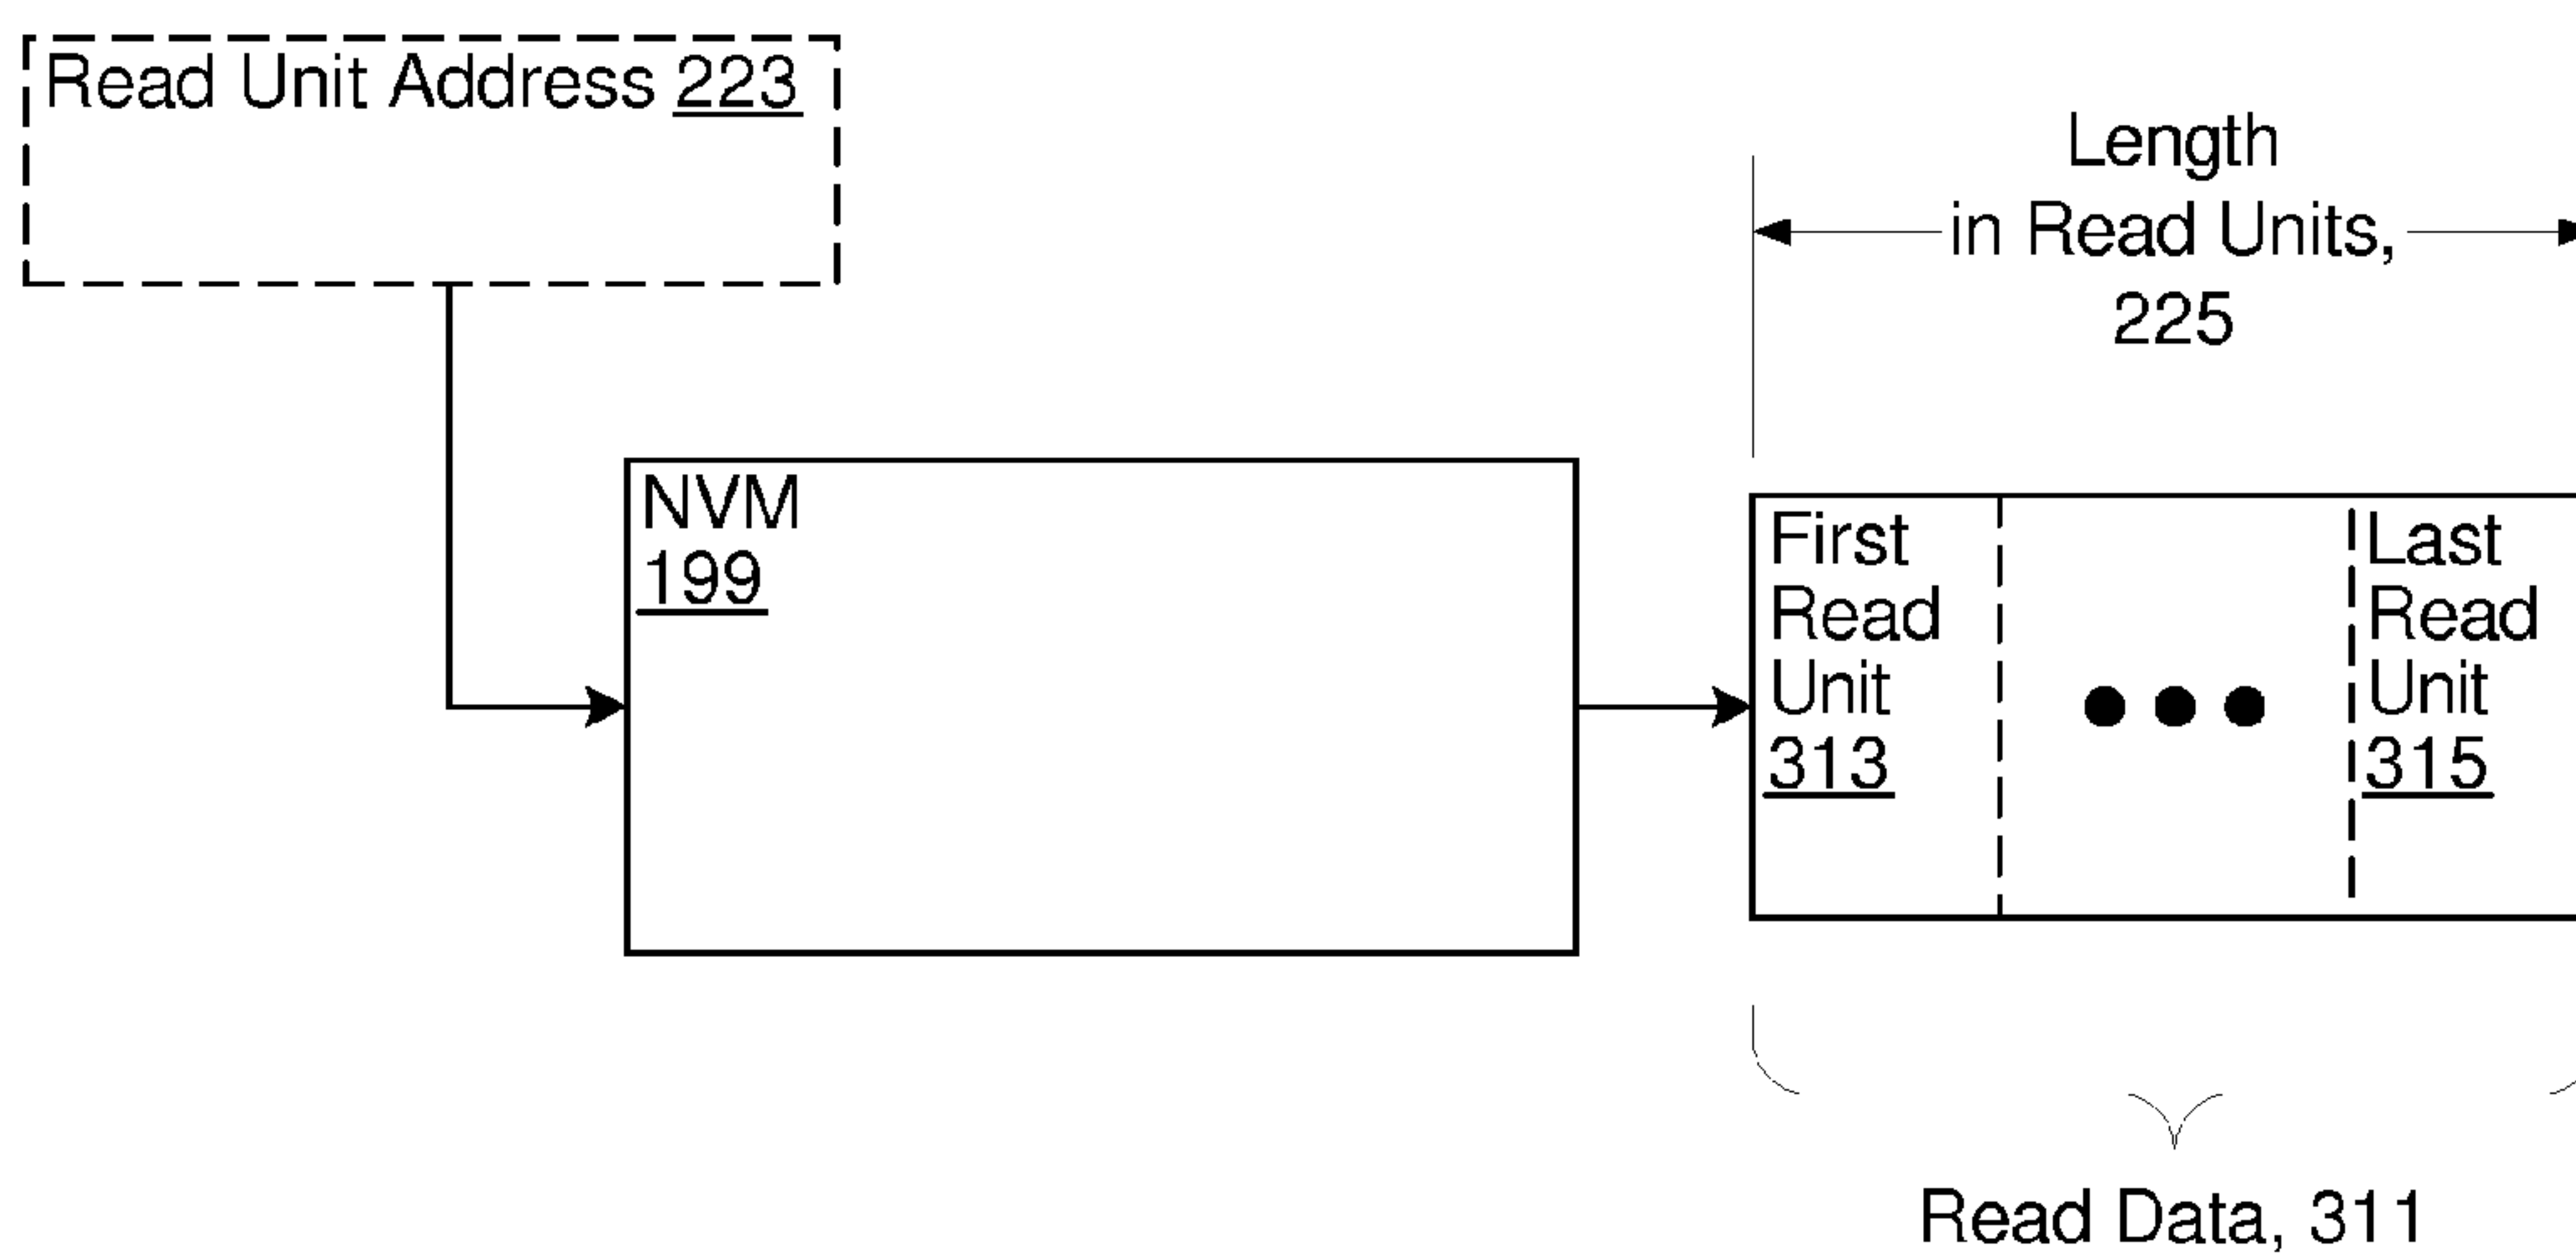 Read Unit Address 223
Length
in Read Units,
225
NVM
199
First
Read
Unit
313
Last
Read
Unit
315
Read Data, 311